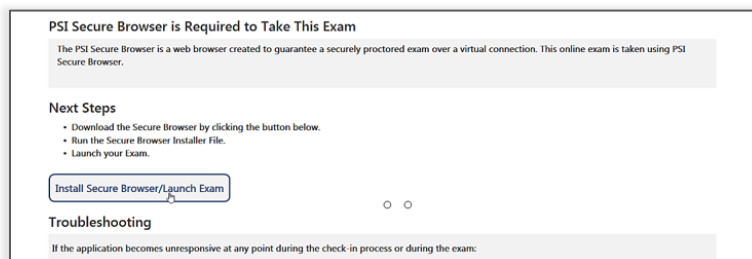 PSI Secure Browser is Required to Take This Exam
The PSI Secure Browser is a web browser created to guarantee a securely proctored exam over a virtual connection. This online exam is taken using PSI
Secure Browser.
Next Steps
• Download the Secure Browser by clicking the button below.
• Run the Secure Browser Installer File.
• Launch your Exam.
Install Secure Browser/Launch Exam
Troubleshooting
If the application becomes unresponsive at any point during the check-in process or during the exam: